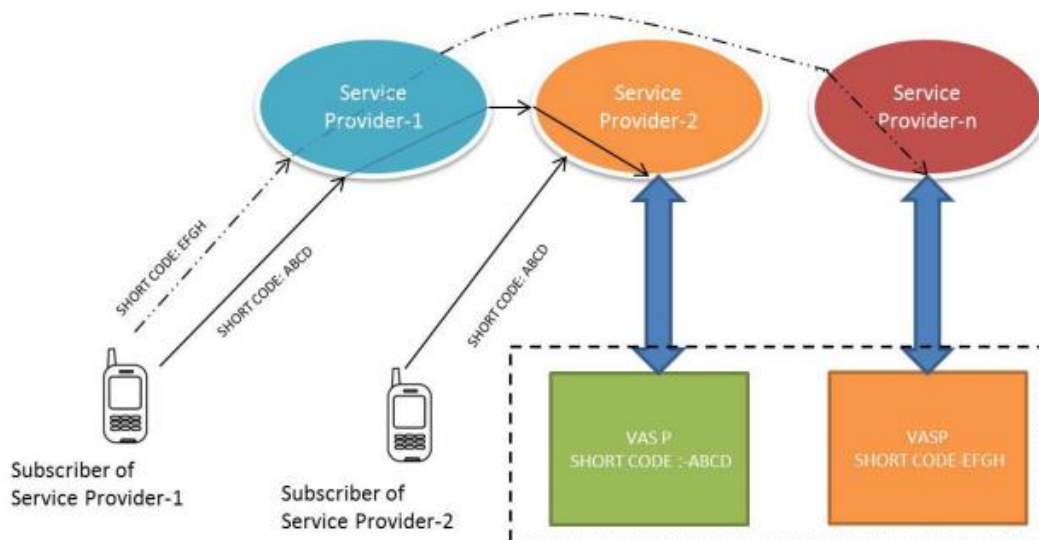 Service
Provider-1
Service
Provider-2
Service
Provider-n
SHORT CODE: EFGH
SHORT CODE: ABCD
SHORT CODE: ABCD
Subscriber of
Service Provider-1
Subscriber of
Service Provider-2
VAS P
SHORT CODE :-ABCD
VASP
SHORT CODE-EFGH